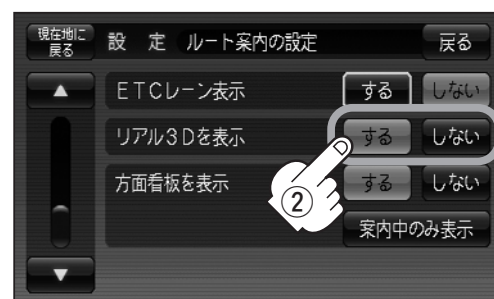 現在地に
戻る
設 定 ルート案内の設定
戻る
▲
ETCレーン表示
する
しない
リアル3Dを表示
する
しない
方面看板を表示
する
しない
②
案内中のみ表示
▼